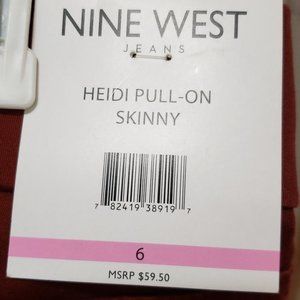 NINE WEST
JEANS
HEIDI PULL-ON
SKINNY
7 82419 38919 7
6
MSRP $59.50